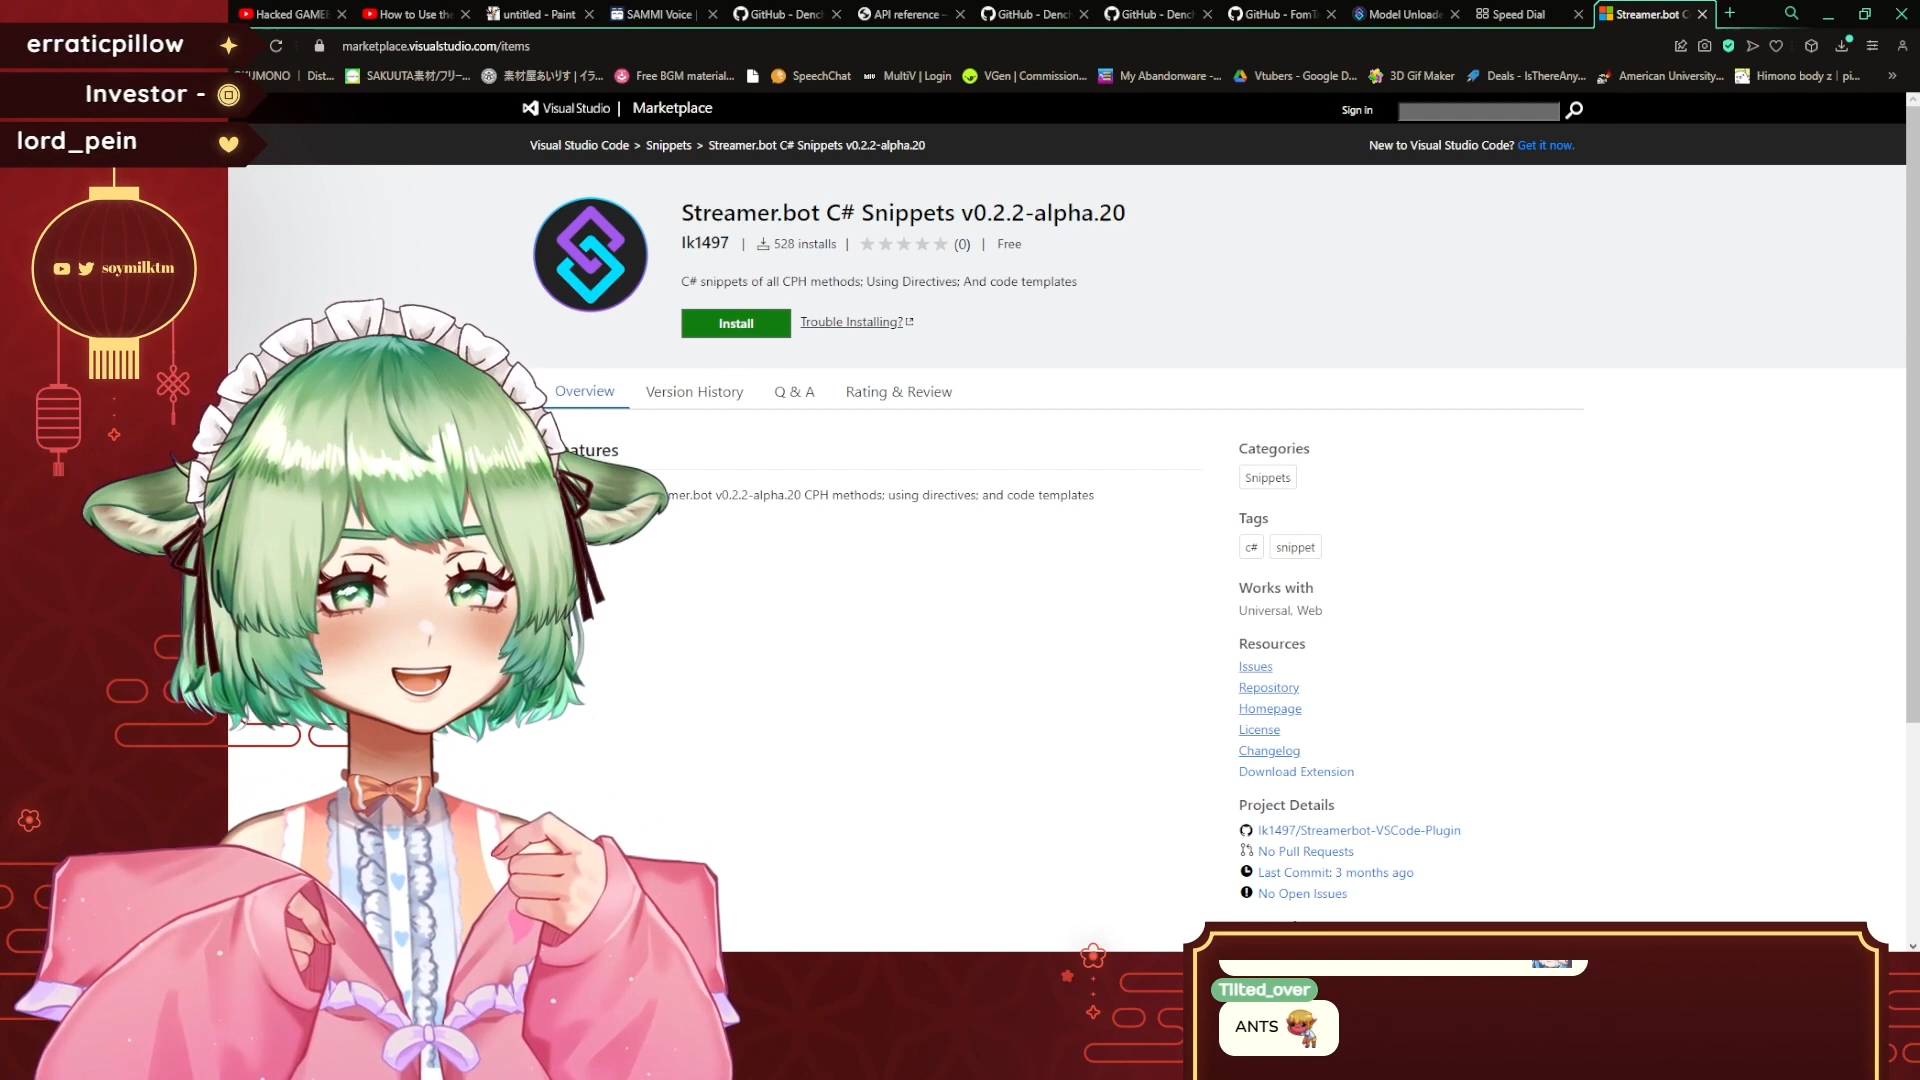 Hacked GAMEE
How to Use the
untitled - Paint
SAMMI Voice |
GitHub - Dench
API reference -
GitHub - Dench
GitHub - Dench
GitHub - FomTa
Model Unloade
Speed Dial
Streamer.bot C
erraticpillow
marketplace.visualstudio.com/items
Dist...
SAKUUTA素材/フリー...
素材屋あいりす | イラ...
Free BGM material...
SpeechChat
MultiV | Login
VGen | Commission...
My Abandonware -...
Vtubers - Google D...
3D Gif Maker
Deals - IsThereAny...
American University...
Himono body z | pi...
Investor -
lord_pein
soymilktm
Visual Studio | Marketplace
Sign in
Visual Studio Code > Snippets > Streamer.bot C# Snippets v0.2.2-alpha.20
New to Visual Studio Code? Get it now.
Streamer.bot C# Snippets v0.2.2-alpha.20
Ik1497 | 528 installs | (0) | Free
C# snippets of all CPH methods; Using Directives; And code templates
Install
Trouble Installing?
Overview
Version History
Q & A
Rating & Review
atures
mer.bot v0.2.2-alpha.20 CPH methods; using directives; and code templates
Categories
Snippets
Tags
c#
snippet
Works with
Universal, Web
Resources
Issues
Repository
Homepage
License
Changelog
Download Extension
Project Details
Ik1497/Streamerbot-VSCode-Plugin
No Pull Requests
Last Commit: 3 months ago
No Open Issues
TIlted_over
ANTS